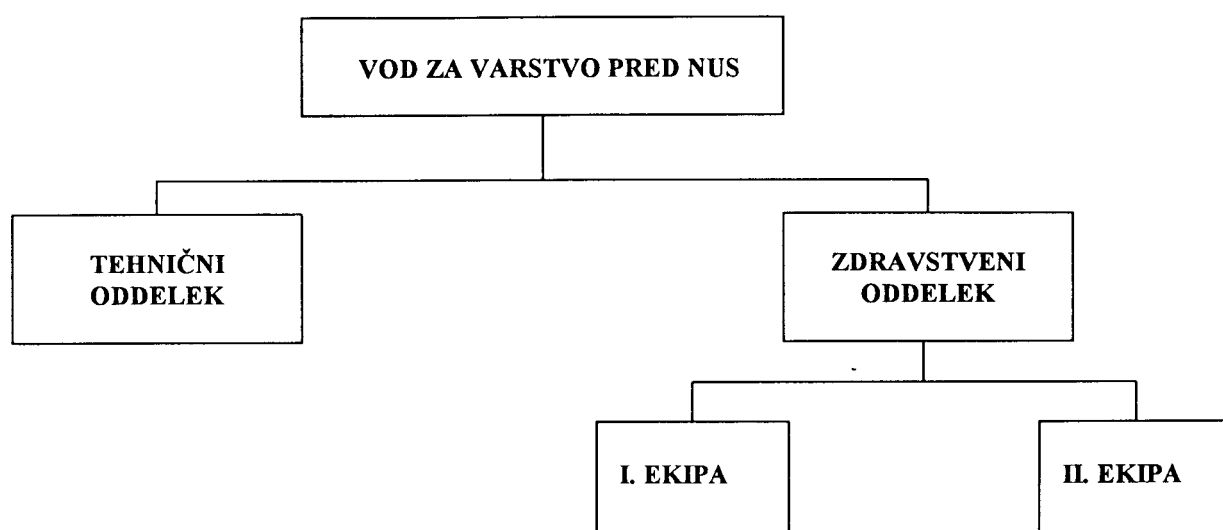 VOD ZA VARSTVO PRED NUS
TEHNIČNI
ODDELEK
ZDRAVSTVENI
ODDELEK
I. EKIPA
II. EKIPA